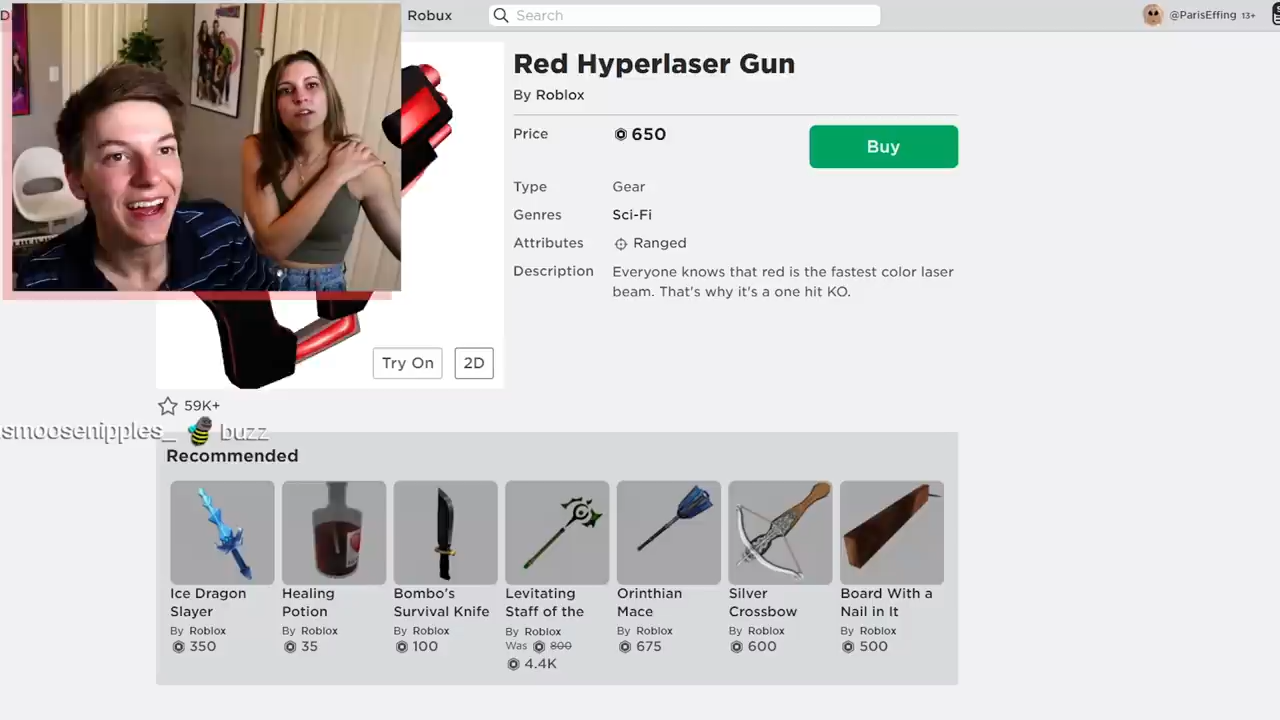 D
Robux
Search
@ParisEffing 13+
Red Hyperlaser Gun
By Roblox
Price 650
Buy
Type Gear
Genres Sci-Fi
Attributes Ranged
Description Everyone knows that red is the fastest color laser
beam. That's why it's a one hit KO.
Try On 2D
59K+
smoosenipples_ buzz
Recommended
Ice Dragon
Slayer
By Roblox
350
Healing
Potion
By Roblox
35
Bombo's
Survival Knife
By Roblox
100
Levitating
Staff of the
By Roblox
Was 800
4.4K
Orinthian
Mace
By Roblox
675
Silver
Crossbow
By Roblox
600
Board With a
Nail in It
By Roblox
500